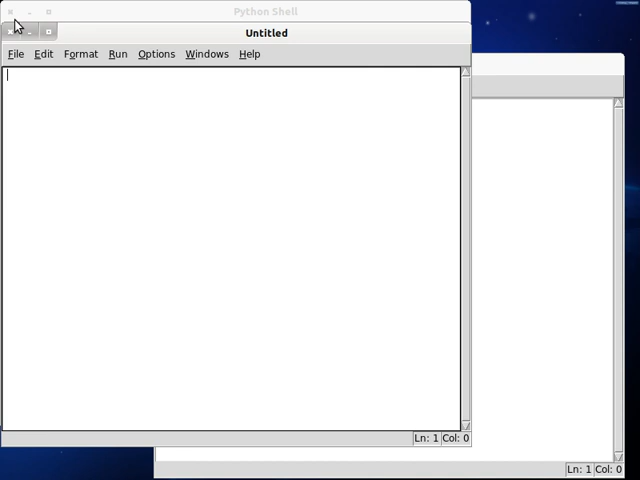 Python Shell
Untitled
File Edit Format Run Options Windows Help
Ln: 1 Col: 0
Ln: 1 Col: 0